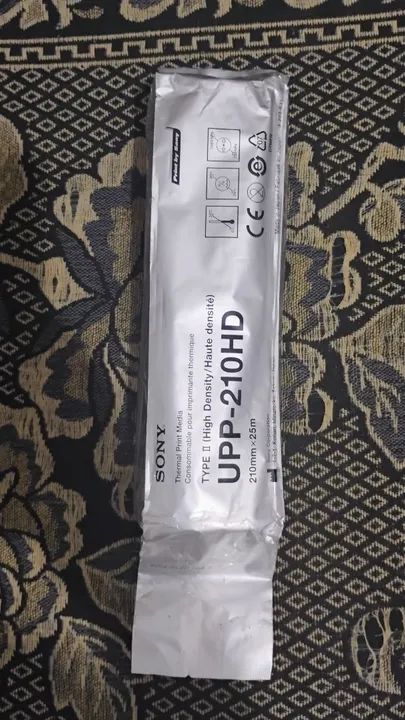 SONY
Thermal Print Media
Consommable pour imprimante thermique
TYPE II (High Density/Haute densité)
UPP-210HD
210mm×25m
Print by Sony
CE